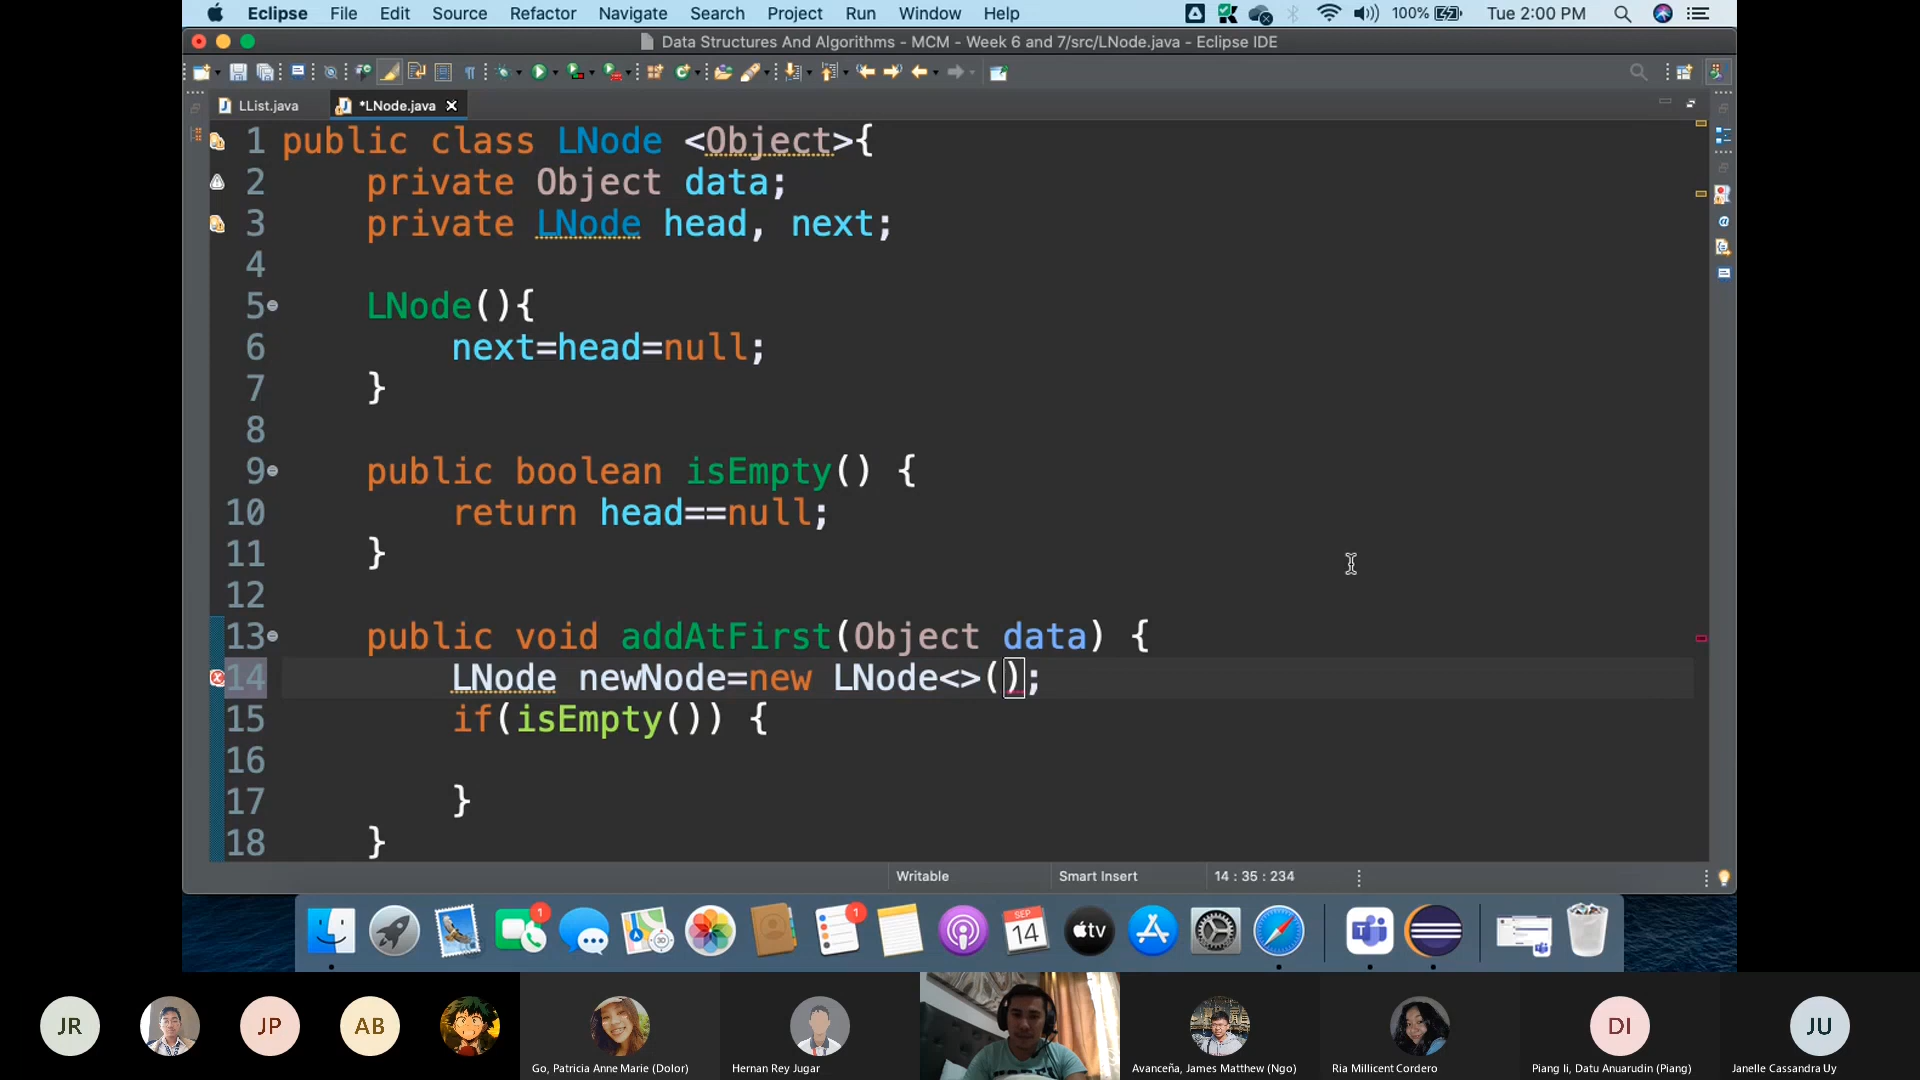 Eclipse File Edit Source Refactor Navigate Search Project Run Window Help 100% Tue 2:00 PM
Data Structures And Algorithms - MCM - Week 6 and 7/src/LNode.java - Eclipse IDE
LList.java *LNode.java
1 public class LNode <Object>{
2 private Object data;
3 private LNode head, next;
4
5 LNode(){
6 next=head=null;
7 }
8
9 public boolean isEmpty() {
10 return head==null;
11 }
12
13 public void addAtFirst(Object data) {
14 LNode newNode=new LNode<>();
15 if(isEmpty()) {
16
17 }
18 }
Writable Smart Insert 14 : 35 : 234
1 1 SEP 14 tv
JR JP AB DI JU
Go, Patricia Anne Marie (Dolor) Hernan Rey Jugar Avanceña, James Matthew (Ngo) Ria Millicent Cordero Piang Ii, Datu Anuarudin (Piang) Janelle Cassandra Uy